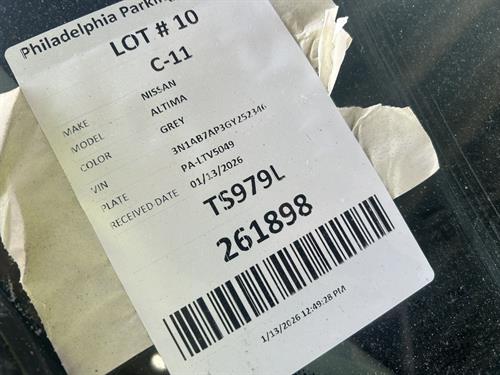 Philadelphia Parking
LOT # 10
C-11
MAKE NISSAN
MODEL ALTIMA
COLOR GREY
VIN 3N1AB7AP3GY252346
PLATE PA-LTV5049
RECEIVED DATE 01/13/2026
TS979L
261898
1/13/2026 12:49:28 PM